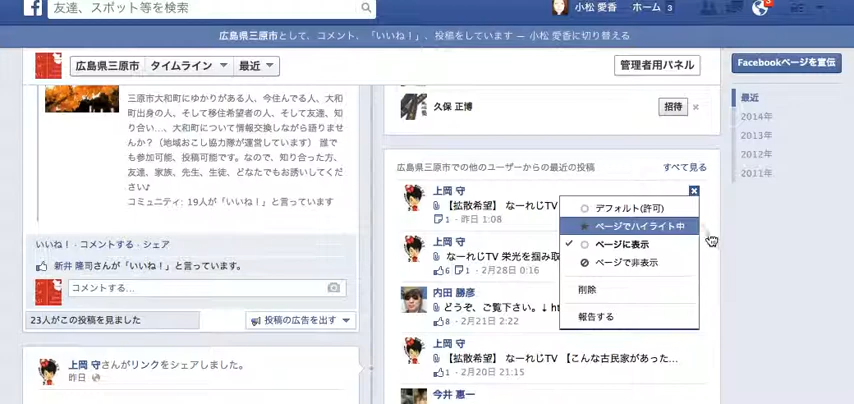 友達、スポット等を検索
小松 愛香 ホーム 3
広島県三原市として、コメント、「いいね！」、投稿をしています — 小松 愛香に切り替える
広島県三原市 タイムライン 最近
管理者用パネル
Facebookページを宣伝
最近
2014年
2013年
2012年
2011年
三原市大和町にゆかりがある人、今住んでる人、大和
町出身の人、そして移住希望者の人、そして友達、知
り合い…、大和町について情報交換しながら語りませ
んか？（地域おこし協力隊が運営しています） 誰で
も参加可能、投稿可能です。なので、知り合った方、
友達、家族、先生、生徒、どなたでもお誘いしてくだ
さい♪
コミュニティ: 19人が「いいね！」と言っています
いいね！ · コメントする · シェア
新井 隆司さんが「いいね！」と言っています。
コメントする...
23人がこの投稿を見ました
投稿の広告を出す
上岡 守さんがリンクをシェアしました。
昨日
久保 正博
招待
広島県三原市での他のユーザーからの最近の投稿
すべて見る
上岡 守
【拡散希望】 なーれじTV
1 · 昨日 1:08
上岡 守
なーれじTV 栄光を掴み取
6 1 · 2月28日 0:16
内田 勝彦
どうぞ、ご覧下さい。↓ ht
8 · 2月21日 2:22
上岡 守
【拡散希望】 なーれじTV 【こんな古民家があった...
1 · 2月20日 21:15
今井 恵一
デフォルト(許可)
ページでハイライト中
ページに表示
ページで非表示
削除
報告する